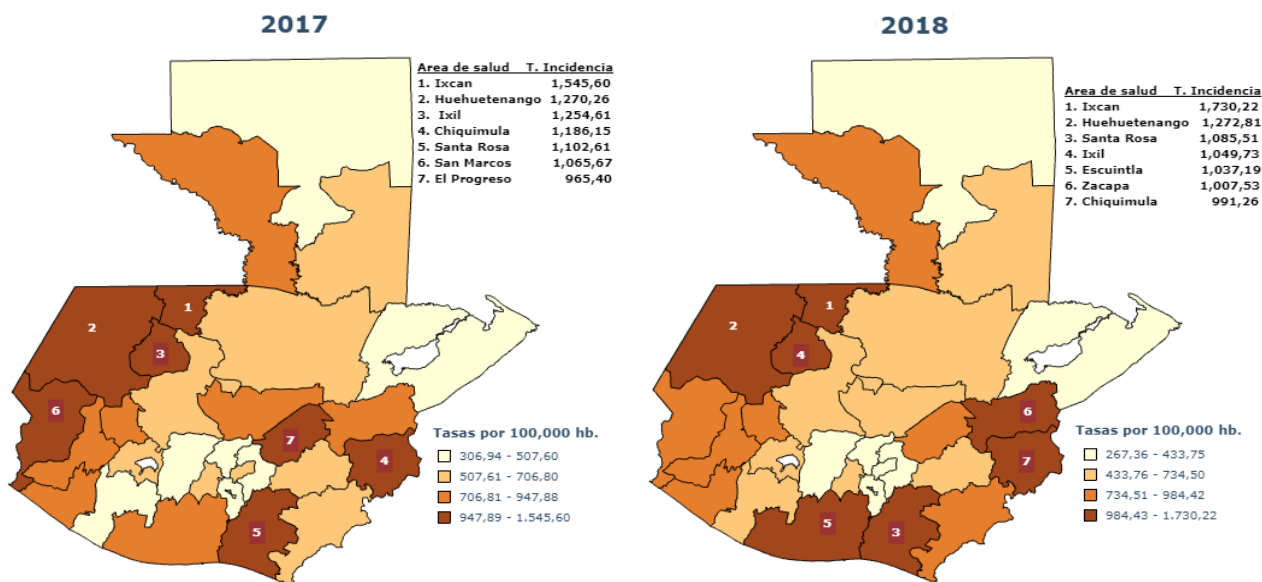 2017
Area de salud T. Incidencia
1. Ixcan 1,545,60
2. Huehuetenango 1,270,26
3. Ixil 1,254,61
4. Chiquimula 1,186,15
5. Santa Rosa 1,102,61
6. San Marcos 1,065,67
7. El Progreso 965,40
1
2
3
6
7
4
5
Tasas por 100,000 hb.
306,94 - 507,60
507,61 - 706,80
706,81 - 947,88
947,89 - 1.545,60
2018
Area de salud T. Incidencia
1. Ixcan 1,730,22
2. Huehuetenango 1,272,81
3. Santa Rosa 1,085,51
4. Ixil 1,049,73
5. Escuintla 1,037,19
6. Zacapa 1,007,53
7. Chiquimula 991,26
1
2
4
6
7
5
3
Tasas por 100,000 hb.
267,36 - 433,75
433,76 - 734,50
734,51 - 984,42
984,43 - 1.730,22